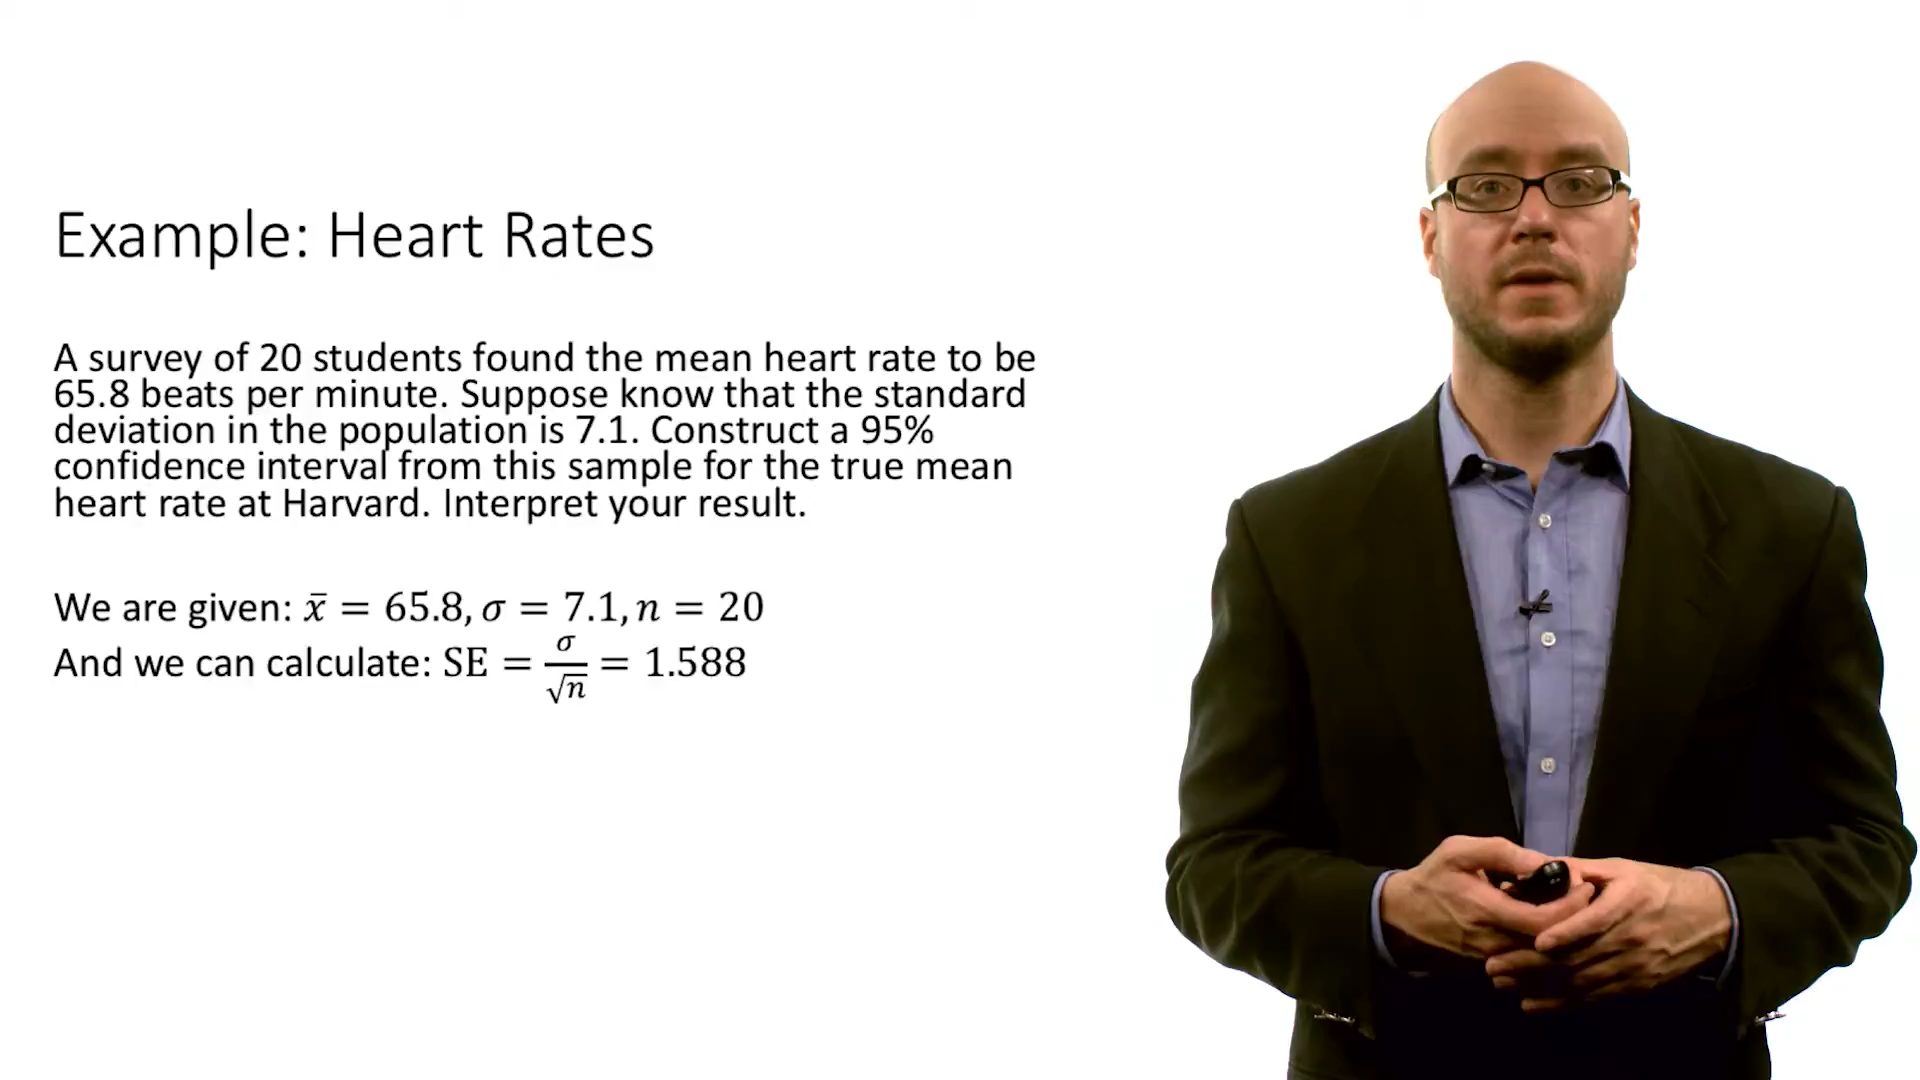 Example: Heart Rates
A survey of 20 students found the mean heart rate to be
65.8 beats per minute. Suppose know that the standard
deviation in the population is 7.1. Construct a 95%
confidence interval from this sample for the true mean
heart rate at Harvard. Interpret your result.
We are given: x̄ = 65.8, σ = 7.1, n = 20
And we can calculate: SE = σ/√n = 1.588